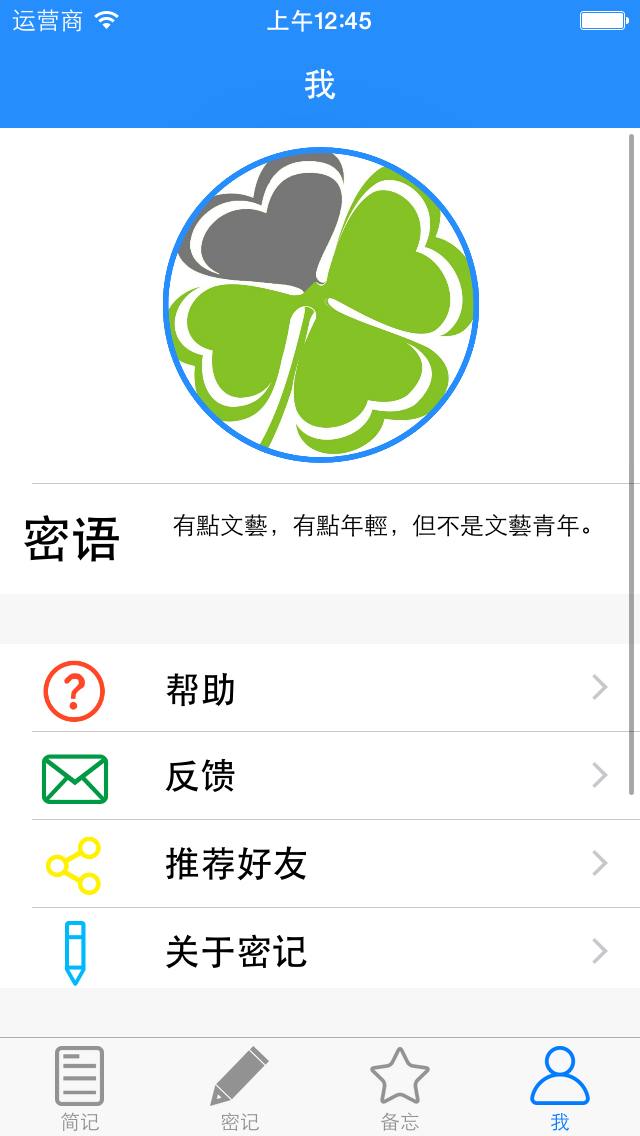 运营商 上午12:45
我
密语
有點文藝，有點年輕，但不是文藝青年。
帮助
反馈
推荐好友
关于密记
简记 密记 备忘 我